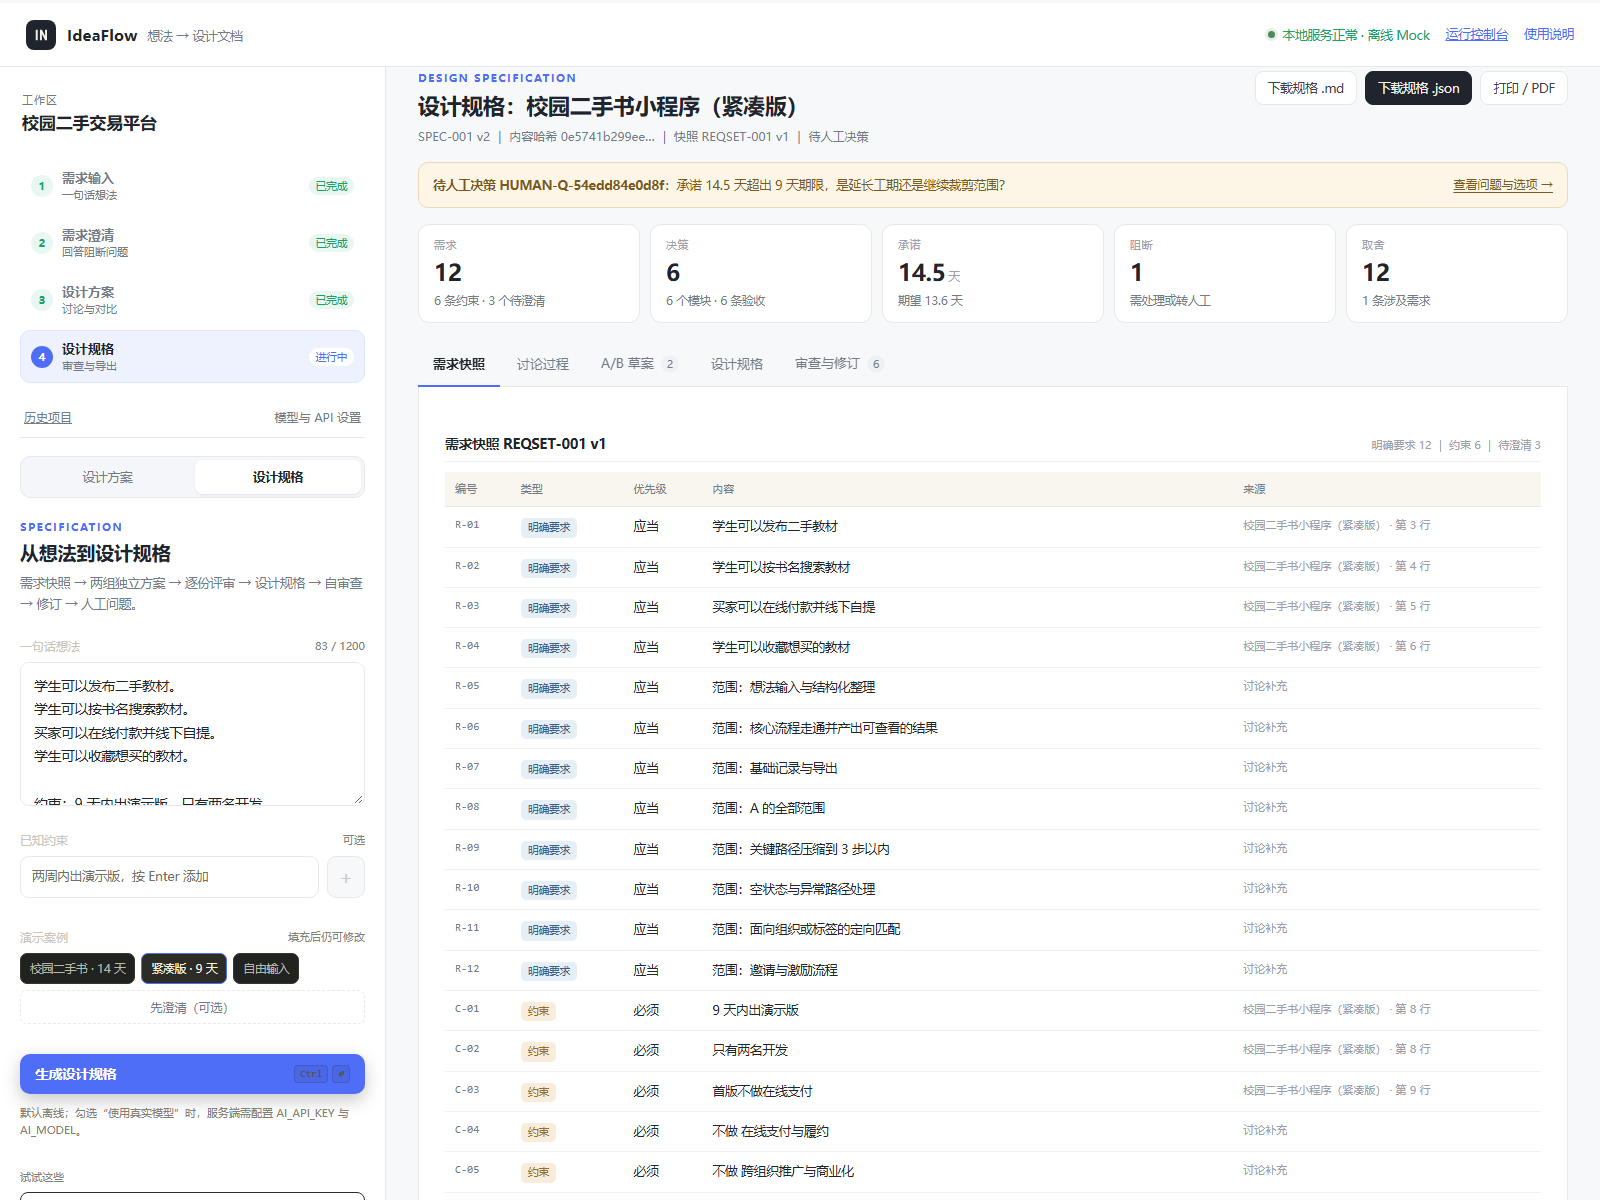 IN IdeaFlow 想法 → 设计文档
本地服务正常 · 离线 Mock 运行控制台 使用说明
工作区
校园二手交易平台
1 需求输入 已完成
一句话想法
2 需求澄清 已完成
回答阻断问题
3 设计方案 已完成
讨论与对比
4 设计规格 进行中
审查与导出
历史项目 模型与 API 设置
设计方案 设计规格
SPECIFICATION
从想法到设计规格
需求快照 → 两组独立方案 → 逐份评审 → 设计规格 → 自审查
→ 修订 → 人工问题。
一句话想法 83 / 1200
学生可以发布二手教材。
学生可以按书名搜索教材。
买家可以在线付款并线下自提。
学生可以收藏想买的教材。
约束：9 天内出演示版，只有两名开发
已知约束 可选
两周内出演示版，按 Enter 添加 +
演示案例 填充后仍可修改
校园二手书 · 14 天 紧凑版 · 9 天 自由输入
先澄清（可选）
生成设计规格 Ctrl
默认离线；勾选“使用真实模型”时，服务端需配置 AI_API_KEY 与
AI_MODEL。
试试这些
DESIGN SPECIFICATION
设计规格：校园二手书小程序（紧凑版）
SPEC-001 v2 | 内容哈希 0e5741b299ee... | 快照 REQSET-001 v1 | 待人工决策
下载规格 .md 下载规格 .json 打印 / PDF
待人工决策 HUMAN-Q-54edd84e0d8f：承诺 14.5 天超出 9 天期限，是延长工期还是继续裁剪范围？ 查看问题与选项 →
需求 决策 承诺 阻断 取舍
12 6 14.5 天 1 12
6 条约束 · 3 个待澄清 6 个模块 · 6 条验收 期望 13.6 天 需处理或转人工 1 条涉及需求
需求快照 讨论过程 A/B 草案 2 设计规格 审查与修订 6
需求快照 REQSET-001 v1 明确要求 12 | 约束 6 | 待澄清 3
编号 类型 优先级 内容 来源
R-01 明确要求 应当 学生可以发布二手教材 校园二手书小程序（紧凑版） · 第 3 行
R-02 明确要求 应当 学生可以按书名搜索教材 校园二手书小程序（紧凑版） · 第 4 行
R-03 明确要求 应当 买家可以在线付款并线下自提 校园二手书小程序（紧凑版） · 第 5 行
R-04 明确要求 应当 学生可以收藏想买的教材 校园二手书小程序（紧凑版） · 第 6 行
R-05 明确要求 应当 范围：想法输入与结构化整理 讨论补充
R-06 明确要求 应当 范围：核心流程走通并产出可查看的结果 讨论补充
R-07 明确要求 应当 范围：基础记录与导出 讨论补充
R-08 明确要求 应当 范围：A 的全部范围 讨论补充
R-09 明确要求 应当 范围：关键路径压缩到 3 步以内 讨论补充
R-10 明确要求 应当 范围：空状态与异常路径处理 讨论补充
R-11 明确要求 应当 范围：面向组织或标签的定向匹配 讨论补充
R-12 明确要求 应当 范围：邀请与激励流程 讨论补充
C-01 约束 必须 9 天内出演示版 校园二手书小程序（紧凑版） · 第 8 行
C-02 约束 必须 只有两名开发 校园二手书小程序（紧凑版） · 第 8 行
C-03 约束 必须 首版不做在线支付 校园二手书小程序（紧凑版） · 第 9 行
C-04 约束 必须 不做 在线支付与履约 讨论补充
C-05 约束 必须 不做 跨组织推广与商业化 讨论补充